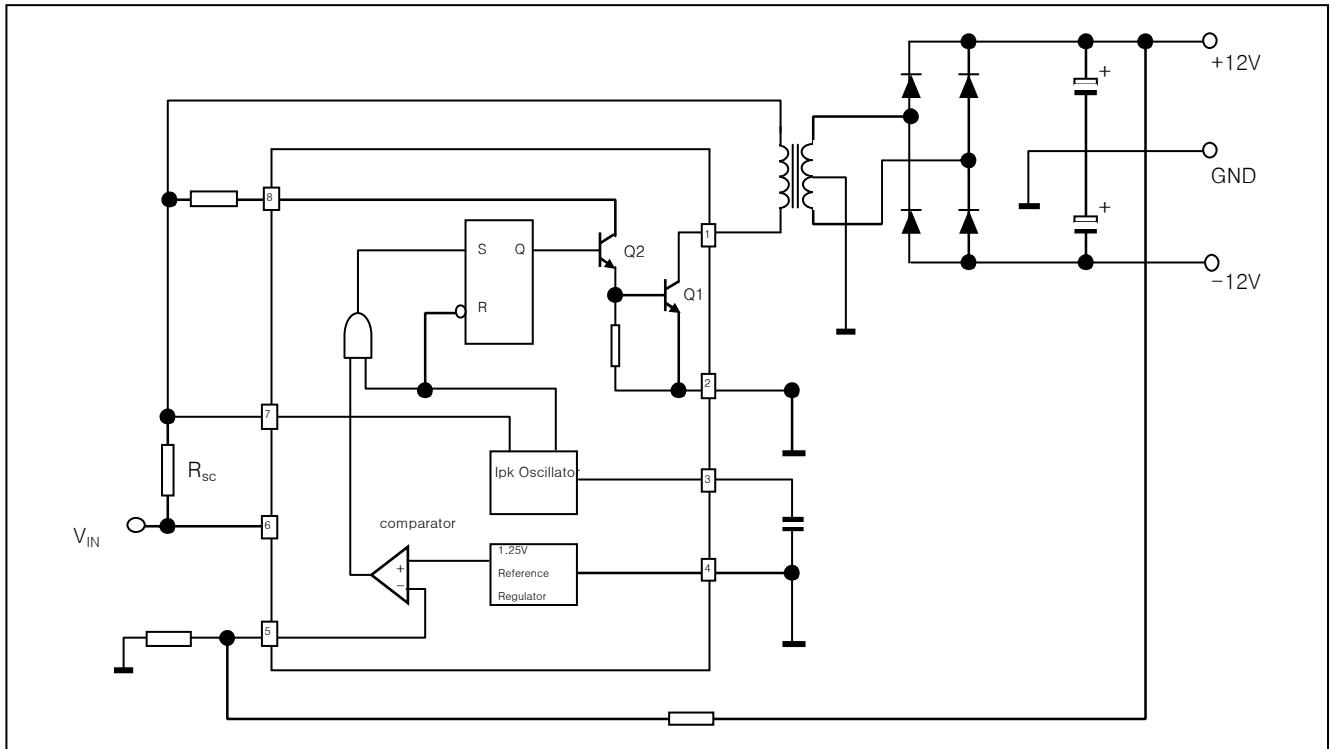 +12V
+
GND
8
S Q
Q2
1
Q1
+
R
−12V
2
7
Ipk Oscillator
3
Rsc
comparator
6
VIN
1.25V
Reference
Regulator
4
+
−
5